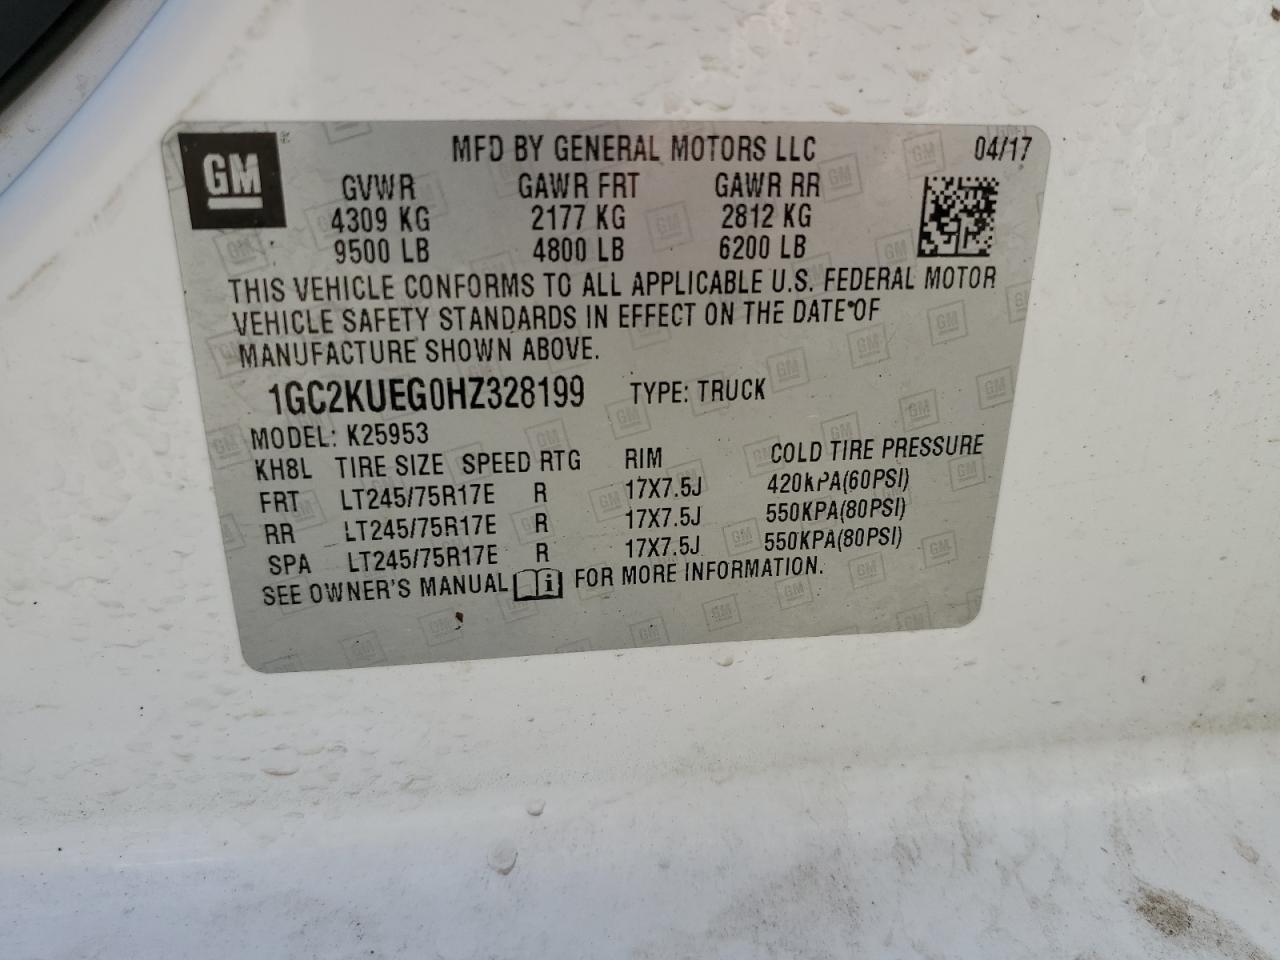 GM
MFD BY GENERAL MOTORS LLC 04/17
GVWR GAWR FRT GAWR RR
4309 KG 2177 KG 2812 KG
9500 LB 4800 LB 6200 LB
THIS VEHICLE CONFORMS TO ALL APPLICABLE U.S. FEDERAL MOTOR
VEHICLE SAFETY STANDARDS IN EFFECT ON THE DATE OF
MANUFACTURE SHOWN ABOVE.
1GC2KUEG0HZ328199 TYPE: TRUCK
MODEL: K25953
KH8L TIRE SIZE SPEED RTG RIM COLD TIRE PRESSURE
FRT LT245/75R17E R 17X7.5J 420KPA(60PSI)
RR LT245/75R17E R 17X7.5J 550KPA(80PSI)
SPA LT245/75R17E R 17X7.5J 550KPA(80PSI)
SEE OWNER'S MANUAL i FOR MORE INFORMATION.